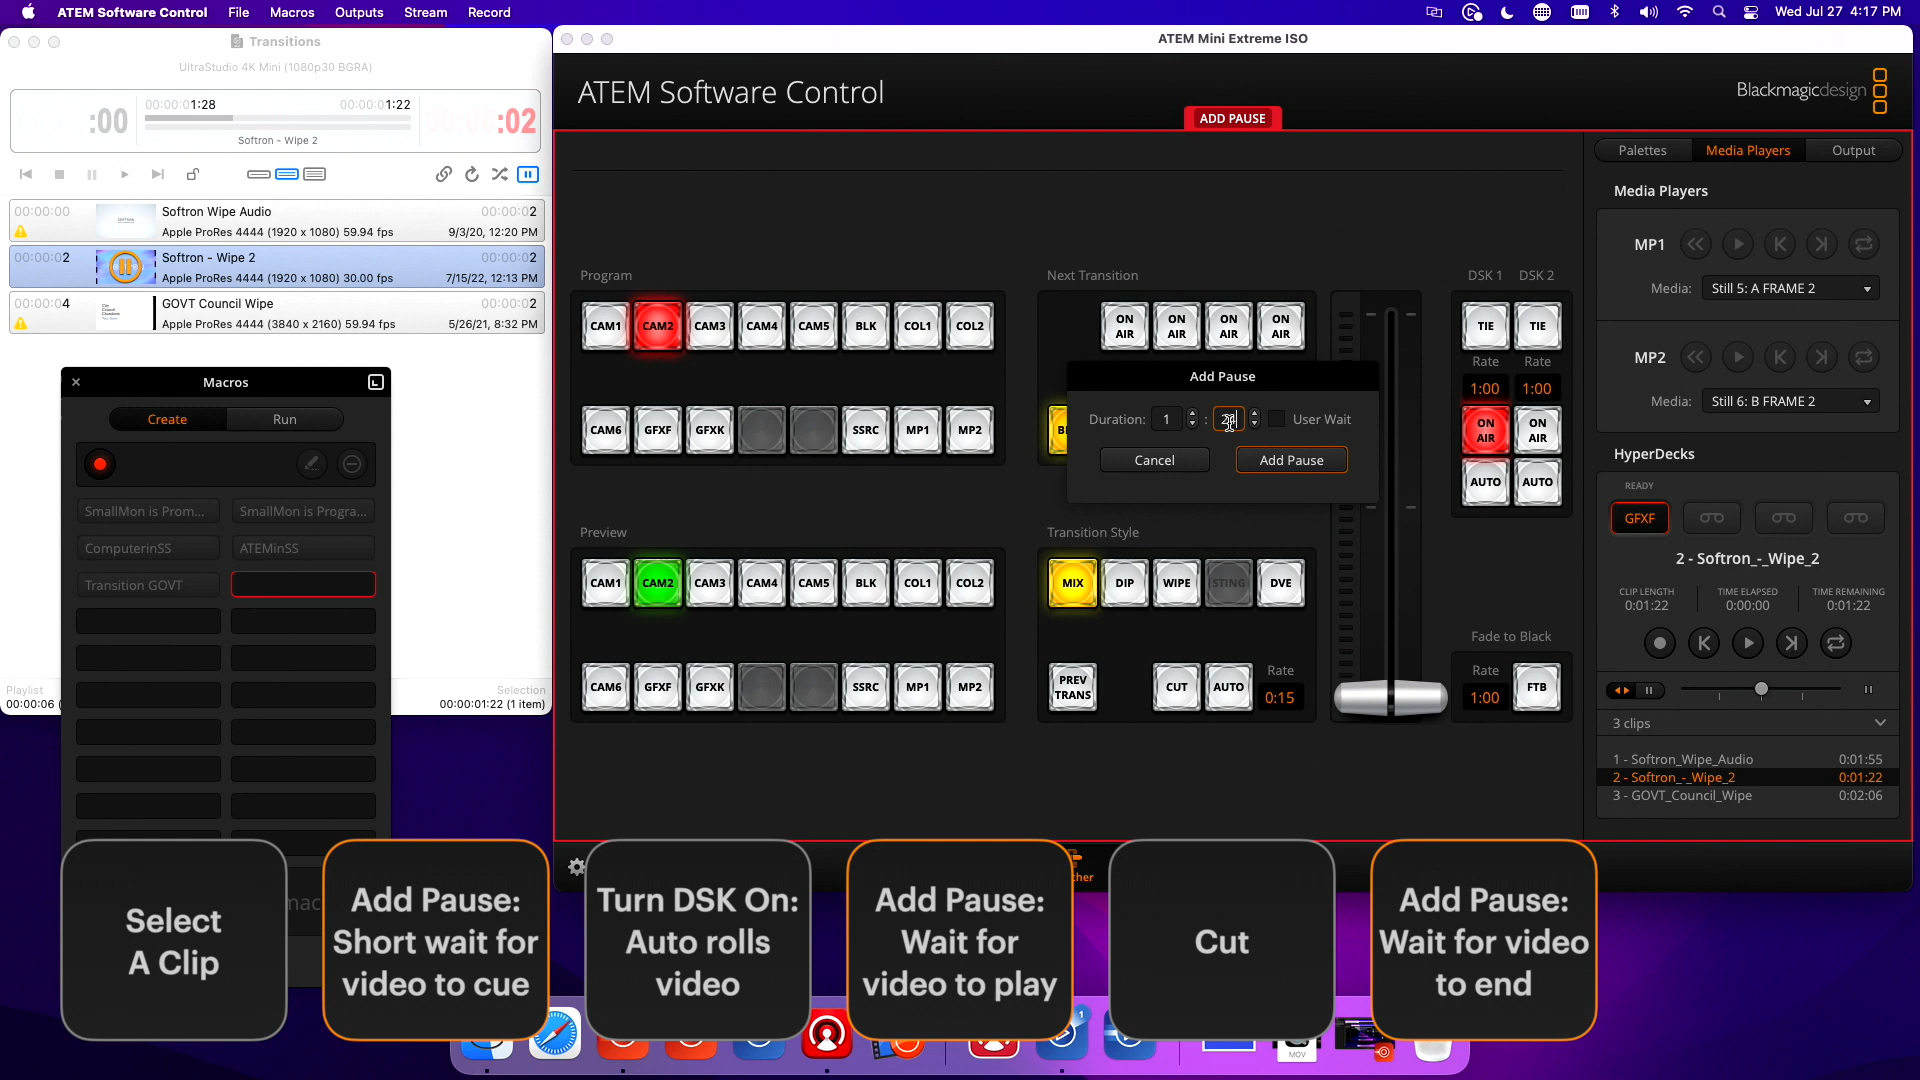 ATEM Software Control File Macros Outputs Stream Record
Wed Jul 27 4:17 PM
Transitions
UltraStudio 4K Mini (1080p30 BGRA)
:00
00:00:01:28
00:00:01:22
00:00:00:02
Softron - Wipe 2
00:00:00
Softron Wipe Audio
00:00:02
Apple ProRes 4444 (1920 x 1080) 59.94 fps
9/3/20, 12:20 PM
00:00:02
Softron - Wipe 2
00:00:02
Apple ProRes 4444 (1920 x 1080) 30.00 fps
7/15/22, 12:13 PM
00:00:04
GOVT Council Wipe
00:00:02
Apple ProRes 4444 (3840 x 2160) 59.94 fps
5/26/21, 8:32 PM
Macros
Create
Run
SmallMon is Prom...
SmallMon is Progra...
ComputerinSS
ATEMinSS
Transition GOVT
Playlist
00:00:06
Selection
00:00:01:22 (1 item)
ATEM Mini Extreme ISO
ATEM Software Control
Blackmagicdesign
ADD PAUSE
Program
CAM1 CAM2 CAM3 CAM4 CAM5 BLK COL1 COL2
CAM6 GFXF GFXK SSRC MP1 MP2
Preview
CAM1 CAM2 CAM3 CAM4 CAM5 BLK COL1 COL2
CAM6 GFXF GFXK SSRC MP1 MP2
Next Transition
ON AIR
ON AIR
ON AIR
ON AIR
Add Pause
Duration: 1 : User Wait
Cancel
Add Pause
Transition Style
MIX DIP WIPE STING DVE
PREV TRANS
CUT
AUTO
Rate
0:15
DSK 1 DSK 2
TIE TIE
Rate Rate
1:00 1:00
ON AIR
ON AIR
AUTO AUTO
Fade to Black
Rate
1:00
FTB
Palettes
Media Players
Output
Media Players
MP1
Media: Still 5: A FRAME 2
MP2
Media: Still 6: B FRAME 2
HyperDecks
READY
GFXF
2 - Softron_-_Wipe_2
CLIP LENGTH TIME ELAPSED TIME REMAINING
0:01:22 0:00:00 0:01:22
3 clips
1 - Softron_Wipe_Audio 0:01:55
2 - Softron_-_Wipe_2 0:01:22
3 - GOVT_Council_Wipe 0:02:06
Select
A Clip
Add Pause:
Short wait for
video to cue
Turn DSK On:
Auto rolls
video
Add Pause:
Wait for
video to play
Cut
Add Pause:
Wait for video
to end
1
MOV